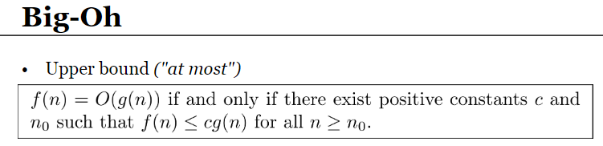 Big-Oh
• Upper bound ("at most")
f(n) = O(g(n)) if and only if there exist positive constants c and
n₀ such that f(n) ≤ cg(n) for all n ≥ n₀.